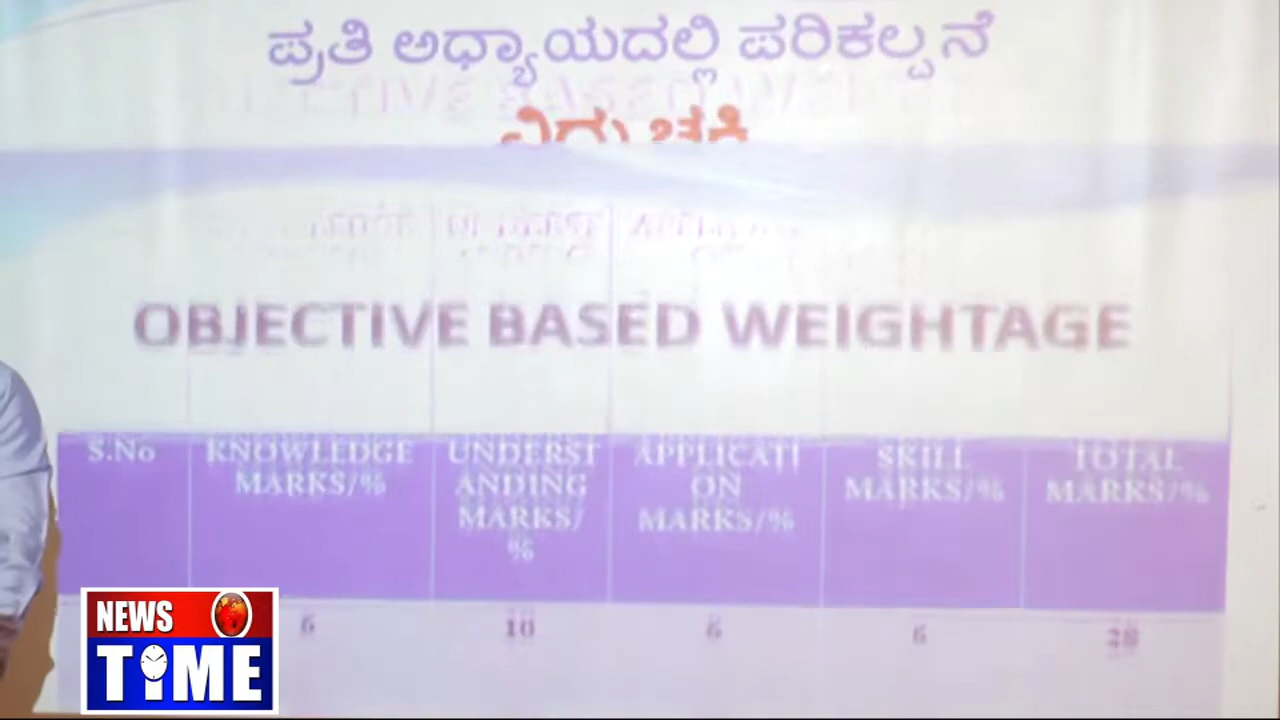 ಪ್ರತಿ ಅಧ್ಯಾಯದಲ್ಲಿ ಪರಿಕಲ್ಪನೆ
OBJECTIVE BASED WEIGHTAGE
S.No
KNOWLEDGE
MARKS/%
UNDERST
ANDING
MARKS/
%
APPLICATI
ON
MARKS/%
SKILL
MARKS/%
TOTAL
MARKS/%
6
10
6
6
28
NEWS
TIME